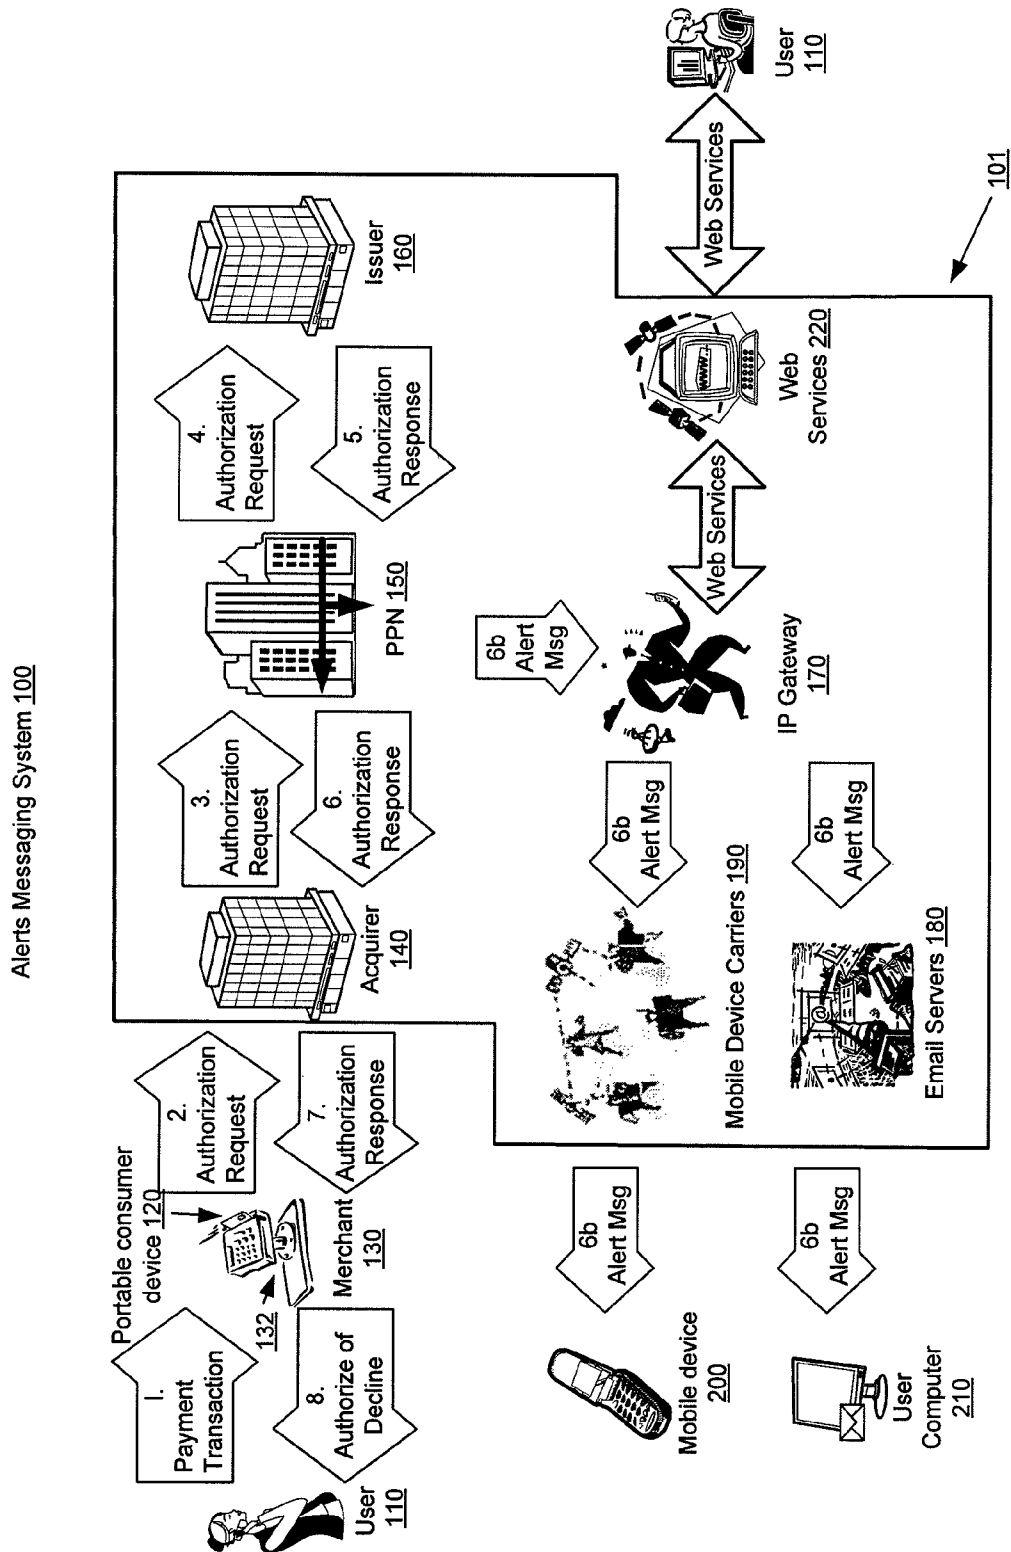 Alerts Messaging System 100
User
110
1.
Payment
Transaction
8.
Authorize of
Decline
Portable consumer
device 120
132
Merchant
130
2.
Authorization
Request
7.
Authorization
Response
Acquirer
140
3.
Authorization
Request
6.
Authorization
Response
PPN 150
4.
Authorization
Request
5.
Authorization
Response
Issuer
160
6b
Alert
Msg
IP Gateway
170
Web Services
www...
Web
Services 220
Web Services
User
110
101
6b
Alert Msg
Mobile Device Carriers 190
6b
Alert Msg
Mobile device
200
6b
Alert Msg
@
Email Servers 180
6b
Alert Msg
User
Computer
210